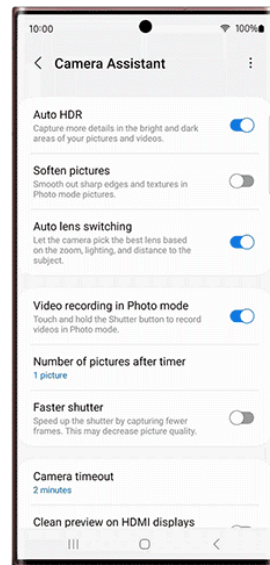 10:00
100%
Camera Assistant
Auto HDR
Capture more details in the bright and dark
areas of your pictures and videos.
Soften pictures
Smooth out sharp edges and textures in
Photo mode pictures.
Auto lens switching
Let the camera pick the best lens based
on the zoom, lighting, and distance to the
subject.
Video recording in Photo mode
Touch and hold the Shutter button to record
videos in Photo mode.
Number of pictures after timer
1 picture
Faster shutter
Speed up the shutter by capturing fewer
frames. This may decrease picture quality.
Camera timeout
2 minutes
Clean preview on HDMI displays